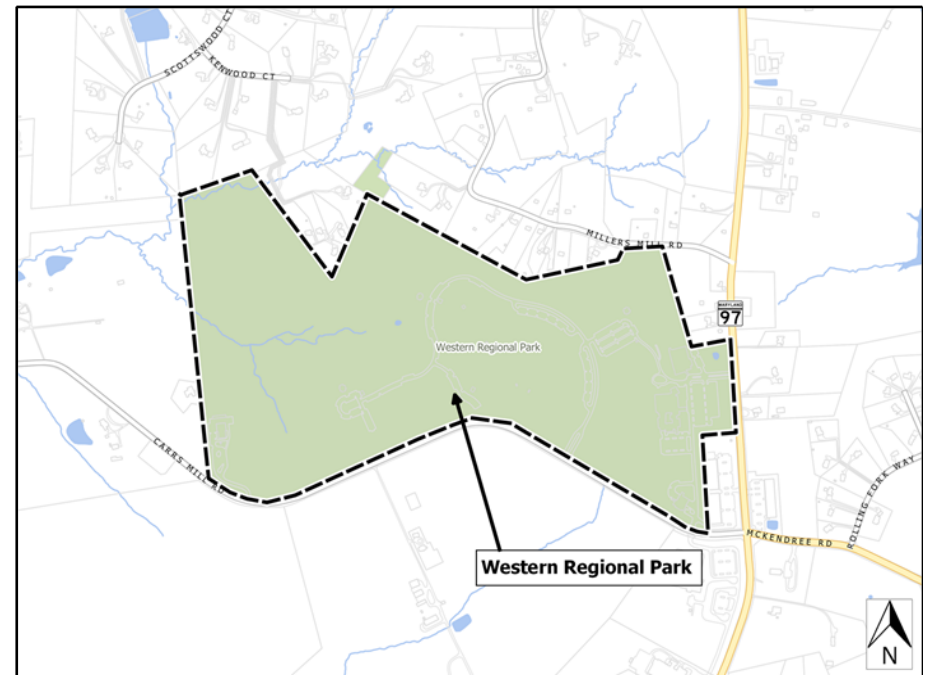 SCOTTSWOOD CT
KENWOOD CT
MILLERS MILL RD
MARYLAND
97
Western Regional Park
CARRS MILL RD
ROLLING FORK WAY
MCKENDREE RD
Western Regional Park
N